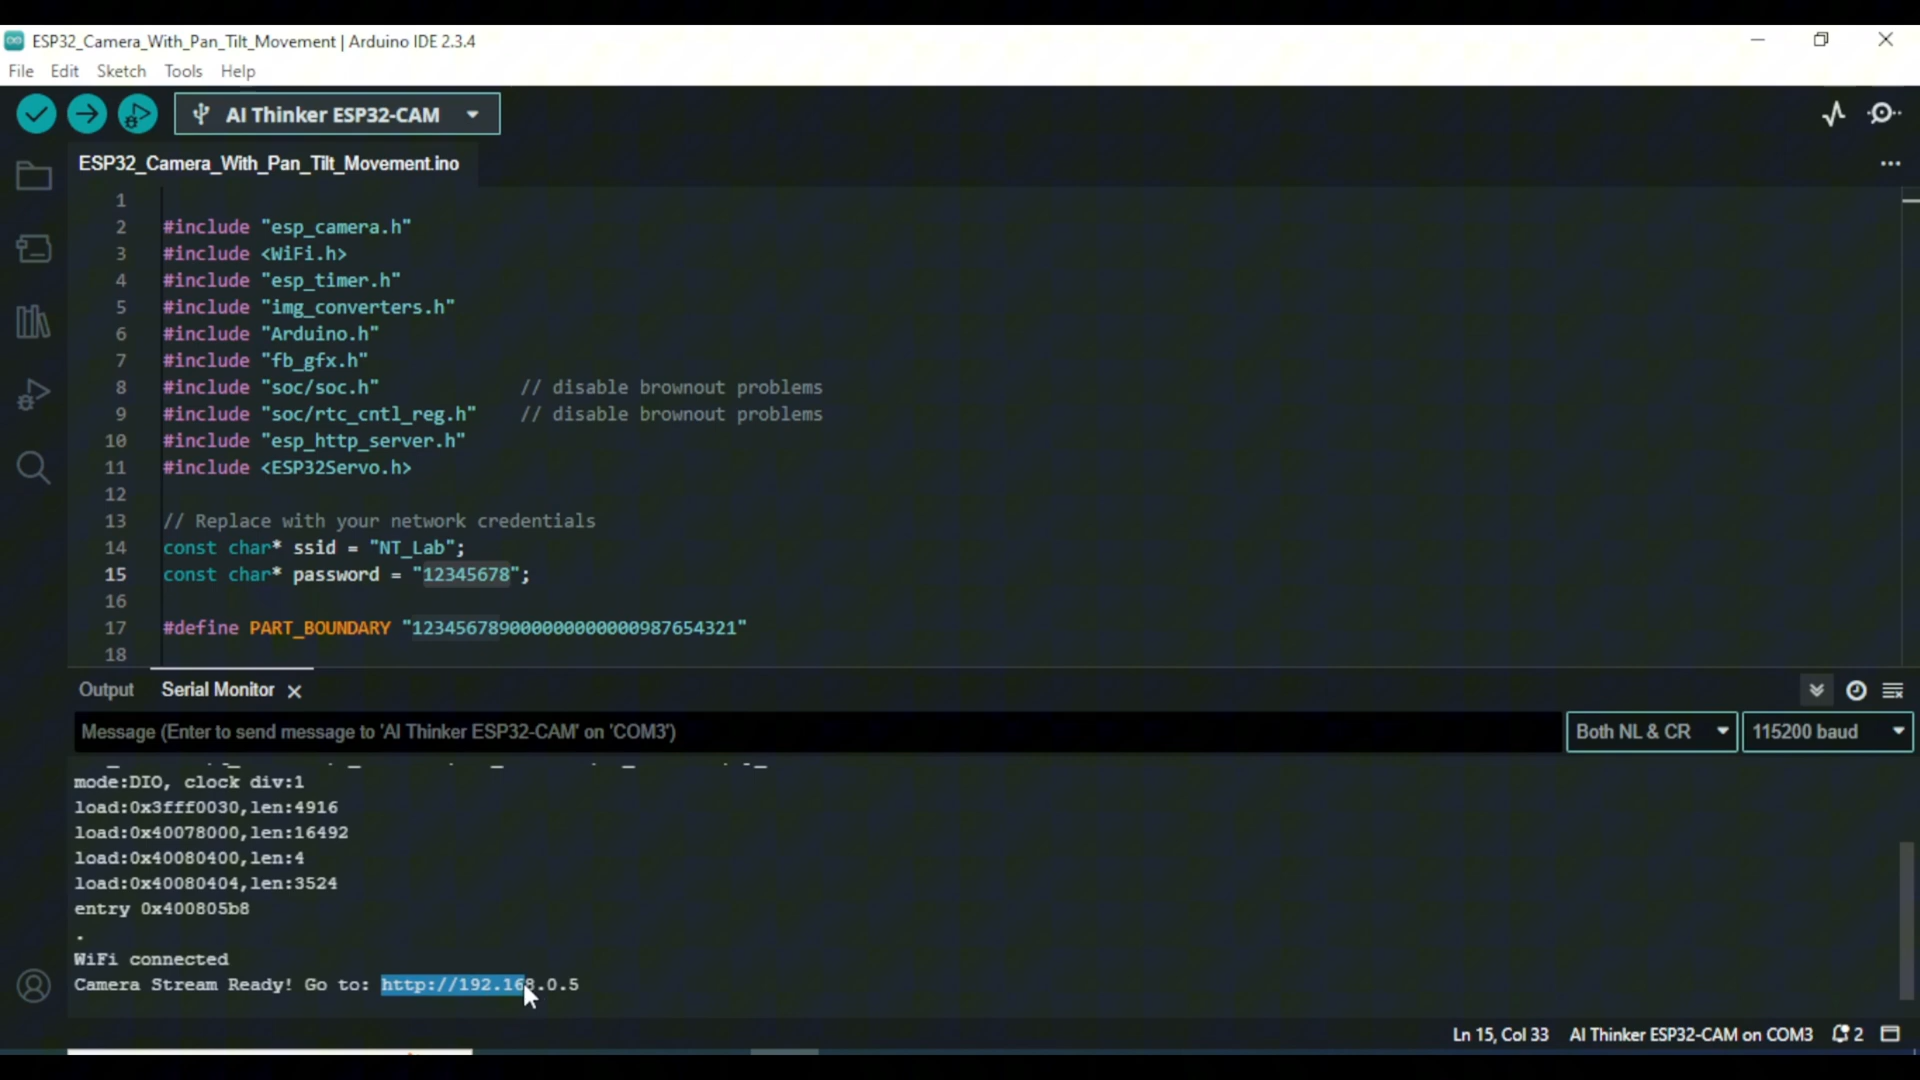 ESP32_Camera_With_Pan_Tilt_Movement | Arduino IDE 2.3.4
File Edit Sketch Tools Help
AI Thinker ESP32-CAM
ESP32_Camera_With_Pan_Tilt_Movement.ino
1
2 #include "esp_camera.h"
3 #include <WiFi.h>
4 #include "esp_timer.h"
5 #include "img_converters.h"
6 #include "Arduino.h"
7 #include "fb_gfx.h"
8 #include "soc/soc.h" // disable brownout problems
9 #include "soc/rtc_cntl_reg.h" // disable brownout problems
10 #include "esp_http_server.h"
11 #include <ESP32Servo.h>
12
13 // Replace with your network credentials
14 const char* ssid = "NT_Lab";
15 const char* password = "12345678";
16
17 #define PART_BOUNDARY "123456789000000000000987654321"
18
Output Serial Monitor
Message (Enter to send message to 'AI Thinker ESP32-CAM' on 'COM3') Both NL & CR 115200 baud
mode:DIO, clock div:1
load:0x3fff0030,len:4916
load:0x40078000,len:16492
load:0x40080400,len:4
load:0x40080404,len:3524
entry 0x400805b8
.
WiFi connected
Camera Stream Ready! Go to: http://192.168.0.5
Ln 15, Col 33 AI Thinker ESP32-CAM on COM3 2